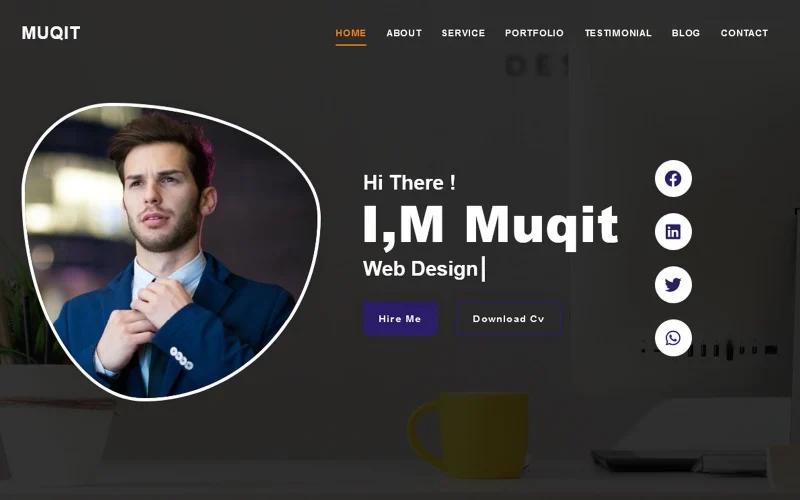 MUQIT
HOME ABOUT SERVICE PORTFOLIO TESTIMONIAL BLOG CONTACT
Hi There !
I,M Muqit
Web Design
Hire Me
Download Cv